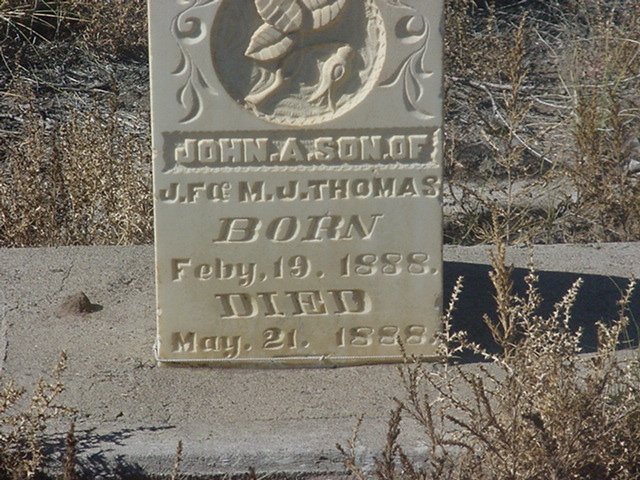 JOHN.A.SON.OF
J.F.& M.J.THOMAS
BORN
Feby, 19. 1888.
DIED
May. 21. 1888.